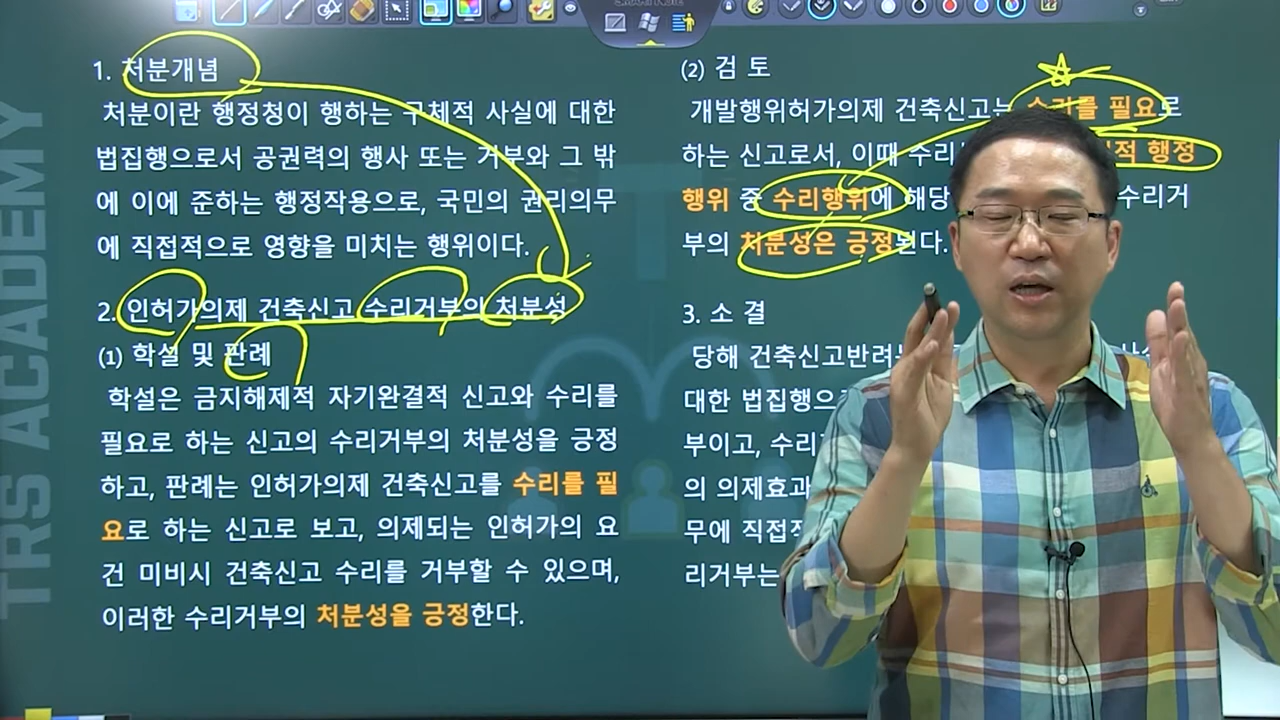 1. 처분개념
처분이란 행정청이 행하는 구체적 사실에 대한
법집행으로서 공권력의 행사 또는 거부와 그 밖
에 이에 준하는 행정작용으로, 국민의 권리의무
에 직접적으로 영향을 미치는 행위이다.
2. 인허가의제 건축신고 수리거부의 처분성
(1) 학설 및 판례
학설은 금지해제적 자기완결적 신고와 수리를
필요로 하는 신고의 수리거부의 처분성을 긍정
하고, 판례는 인허가의제 건축신고를 수리를 필
요로 하는 신고로 보고, 의제되는 인허가의 요
건 미비시 건축신고 수리를 거부할 수 있으며,
이러한 수리거부의 처분성을 긍정한다.
(2) 검 토
개발행위허가의제 건축신고는 수리를 필요로
하는 신고로서, 이때 행정
행위 중 수리행위에 해당 수리거
부의 처분성은 긍정된다.
3. 소 결
당해 건축신고반려는
대한 법집행으
부이고,
의 의제효과
무에
리거부는
TRS ACADEMY